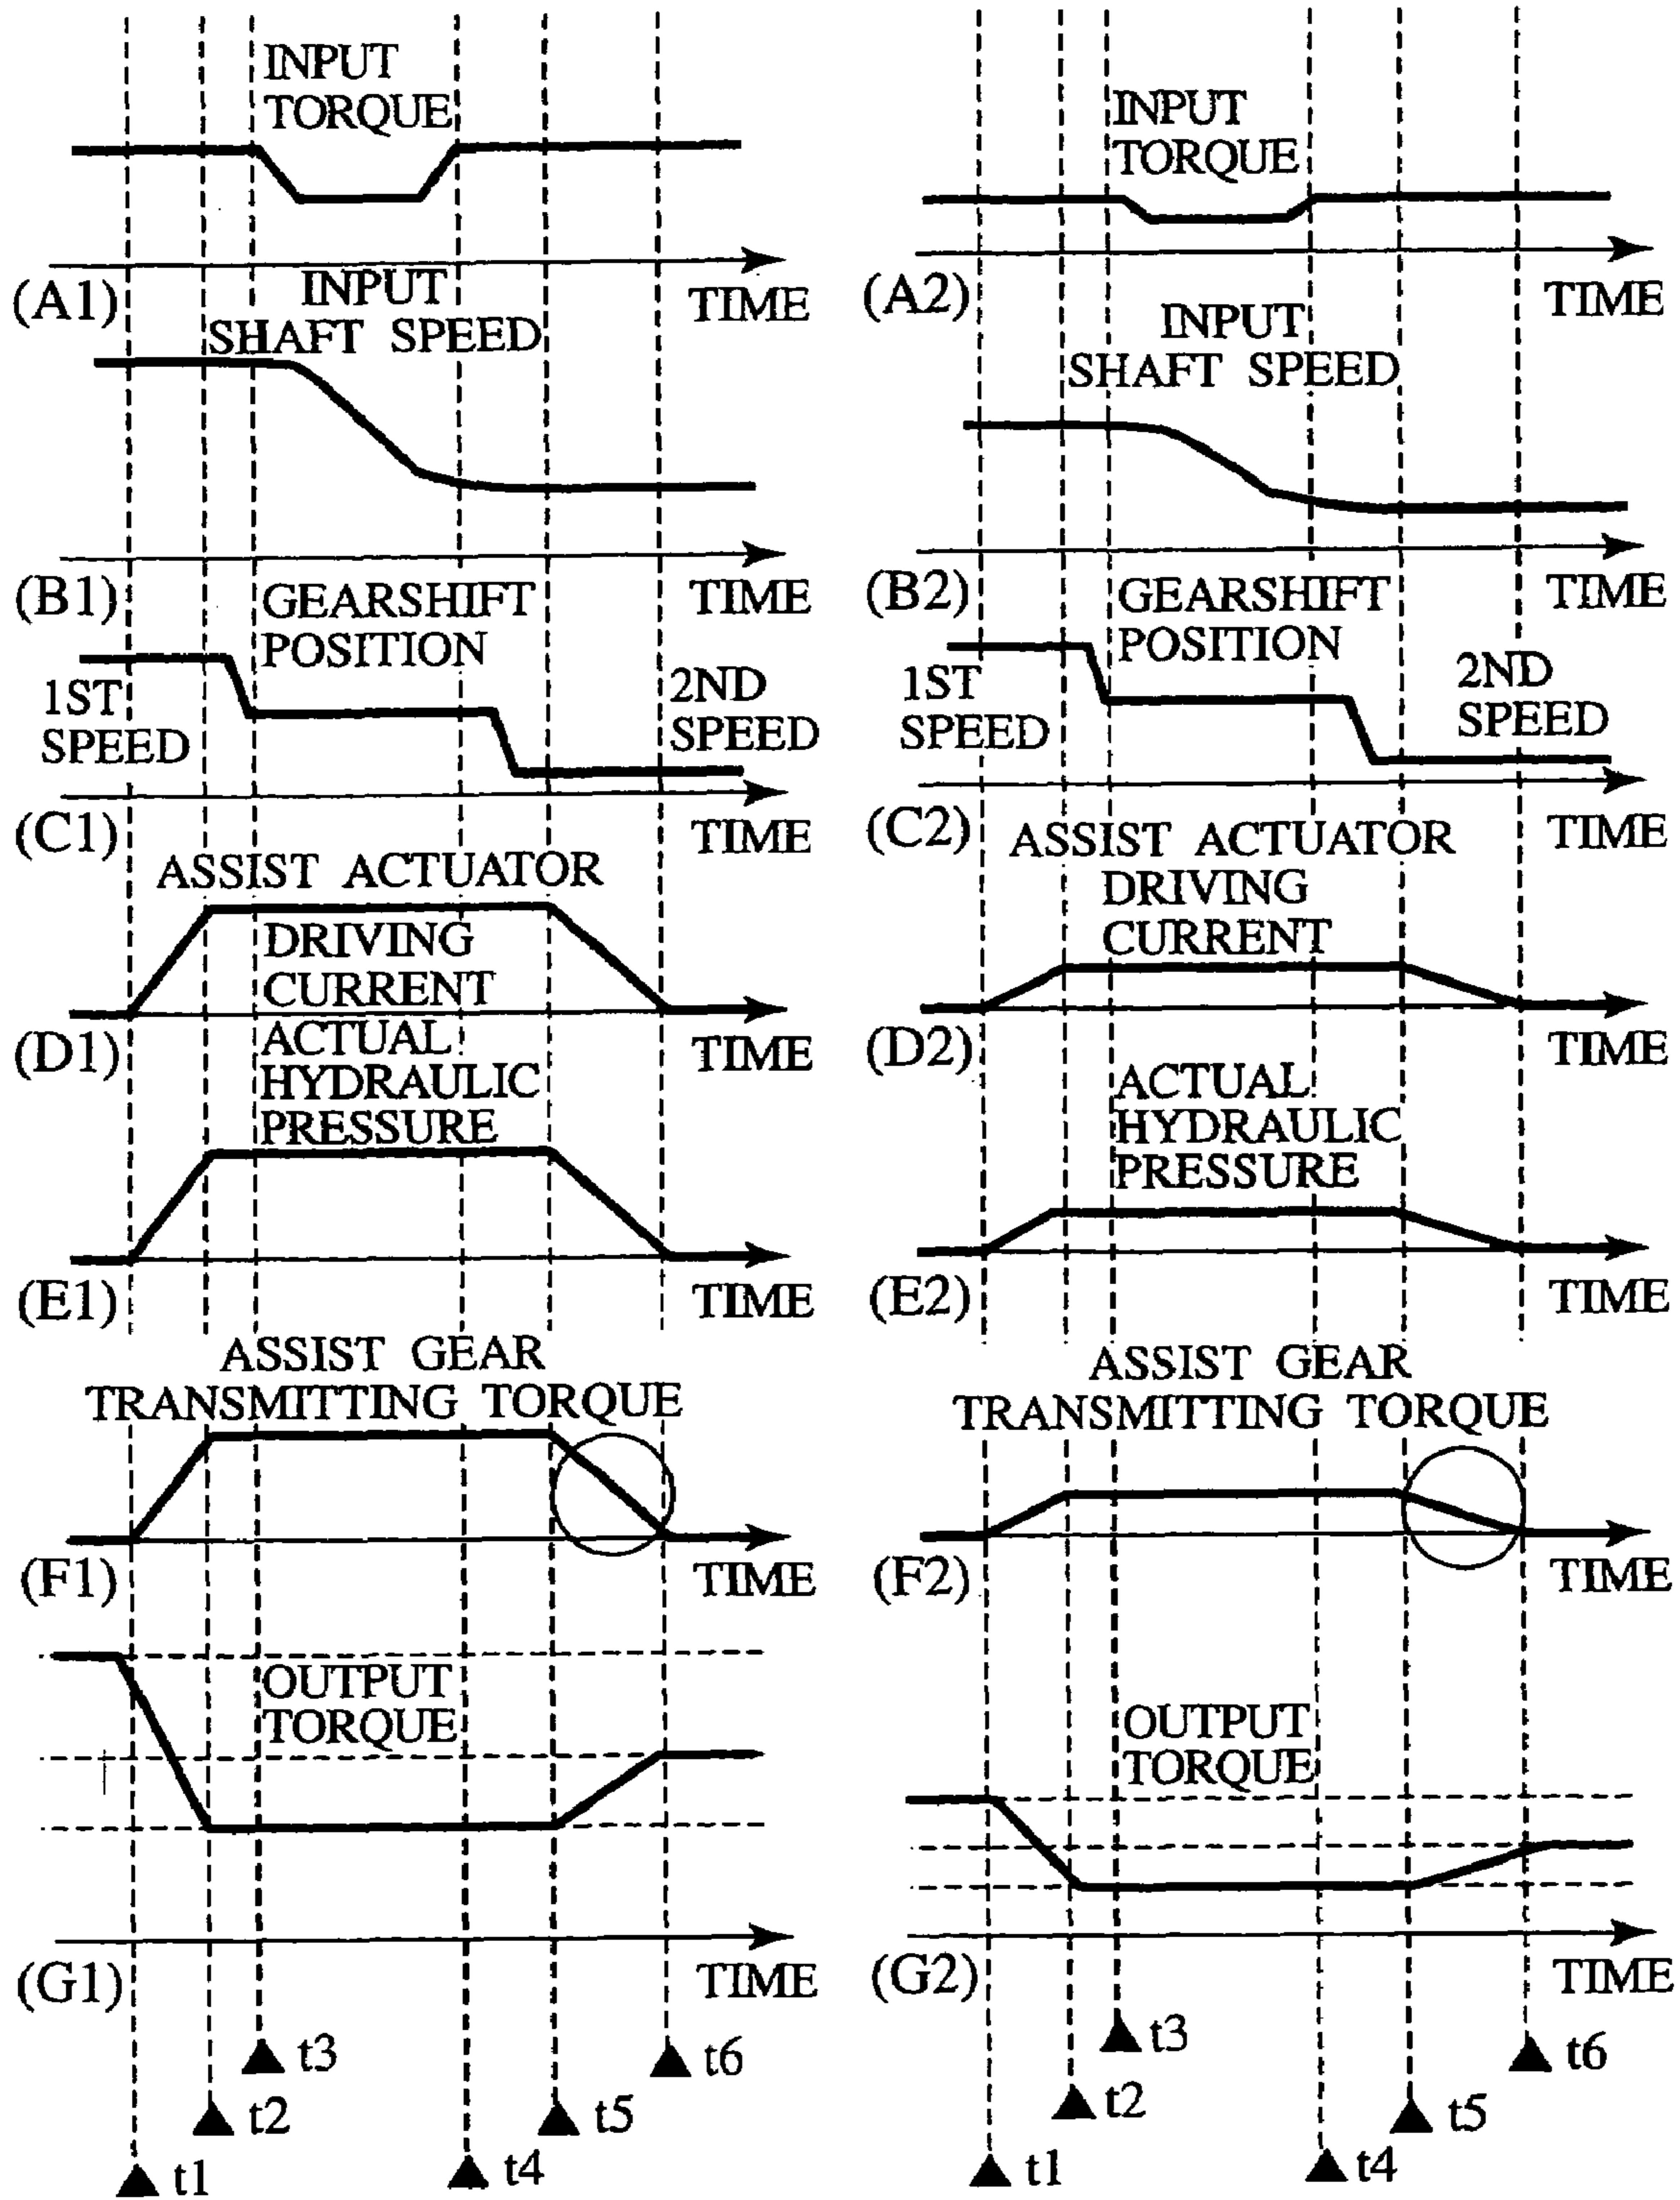 INPUT
TORQUE
(A1)
TIME
INPUT
SHAFT SPEED
(B1)
TIME
GEARSHIFT
POSITION
1ST
SPEED
2ND
SPEED
(C1)
TIME
ASSIST ACTUATOR
DRIVING
CURRENT
(D1)
TIME
ACTUAL
HYDRAULIC
PRESSURE
(E1)
TIME
ASSIST GEAR
TRANSMITTING TORQUE
(F1)
TIME
OUTPUT
TORQUE
(G1)
TIME
t3
t6
t2
t5
t1
t4
INPUT
TORQUE
(A2)
TIME
INPUT
SHAFT SPEED
(B2)
TIME
GEARSHIFT
POSITION
1ST
SPEED
2ND
SPEED
(C2)
TIME
ASSIST ACTUATOR
DRIVING
CURRENT
(D2)
TIME
ACTUAL
HYDRAULIC
PRESSURE
(E2)
TIME
ASSIST GEAR
TRANSMITTING TORQUE
(F2)
TIME
OUTPUT
TORQUE
(G2)
TIME
t3
t6
t2
t5
t1
t4